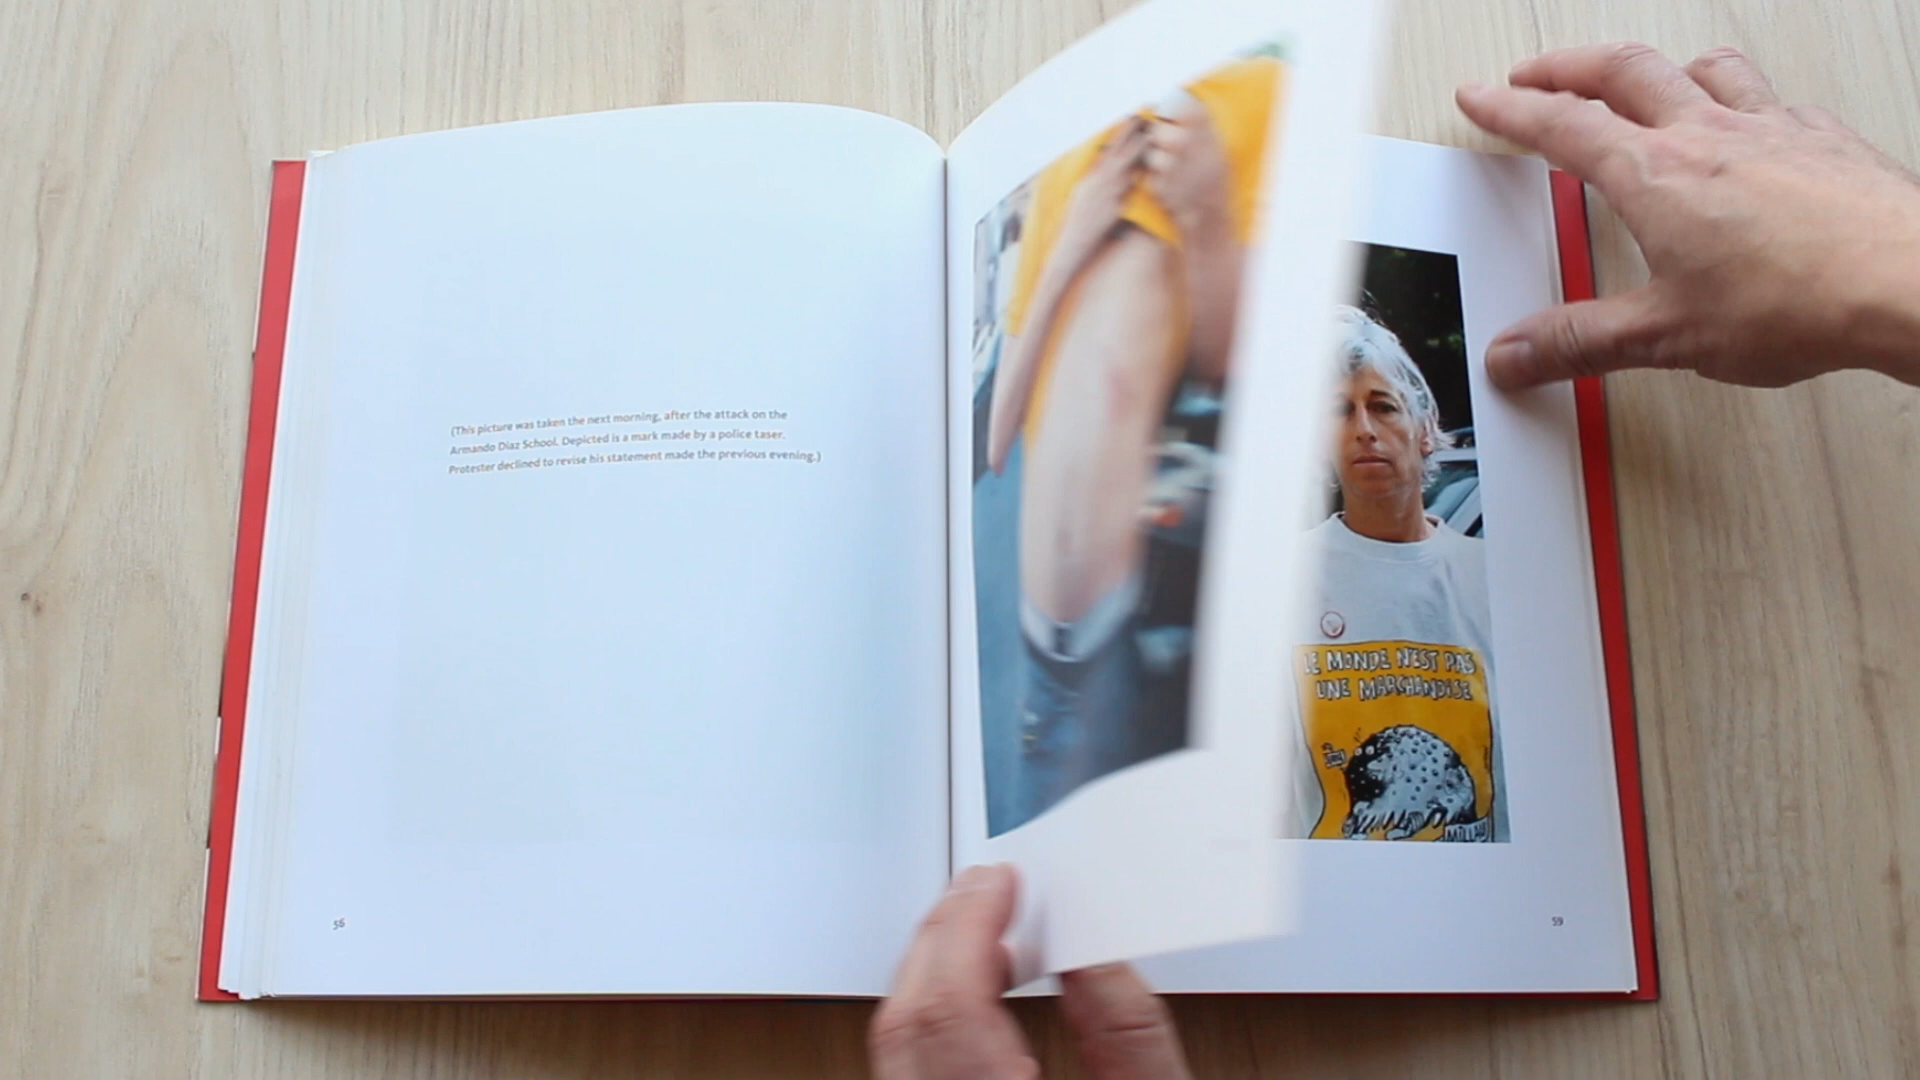 (This picture was taken the next morning, after the attack on the
Armando Diaz School. Depicted is a mark made by a police taser.
Protester declined to revise his statement made the previous evening.)
56
LE MONDE N'EST PAS
UNE MARCHANDISE
MILLAU
59